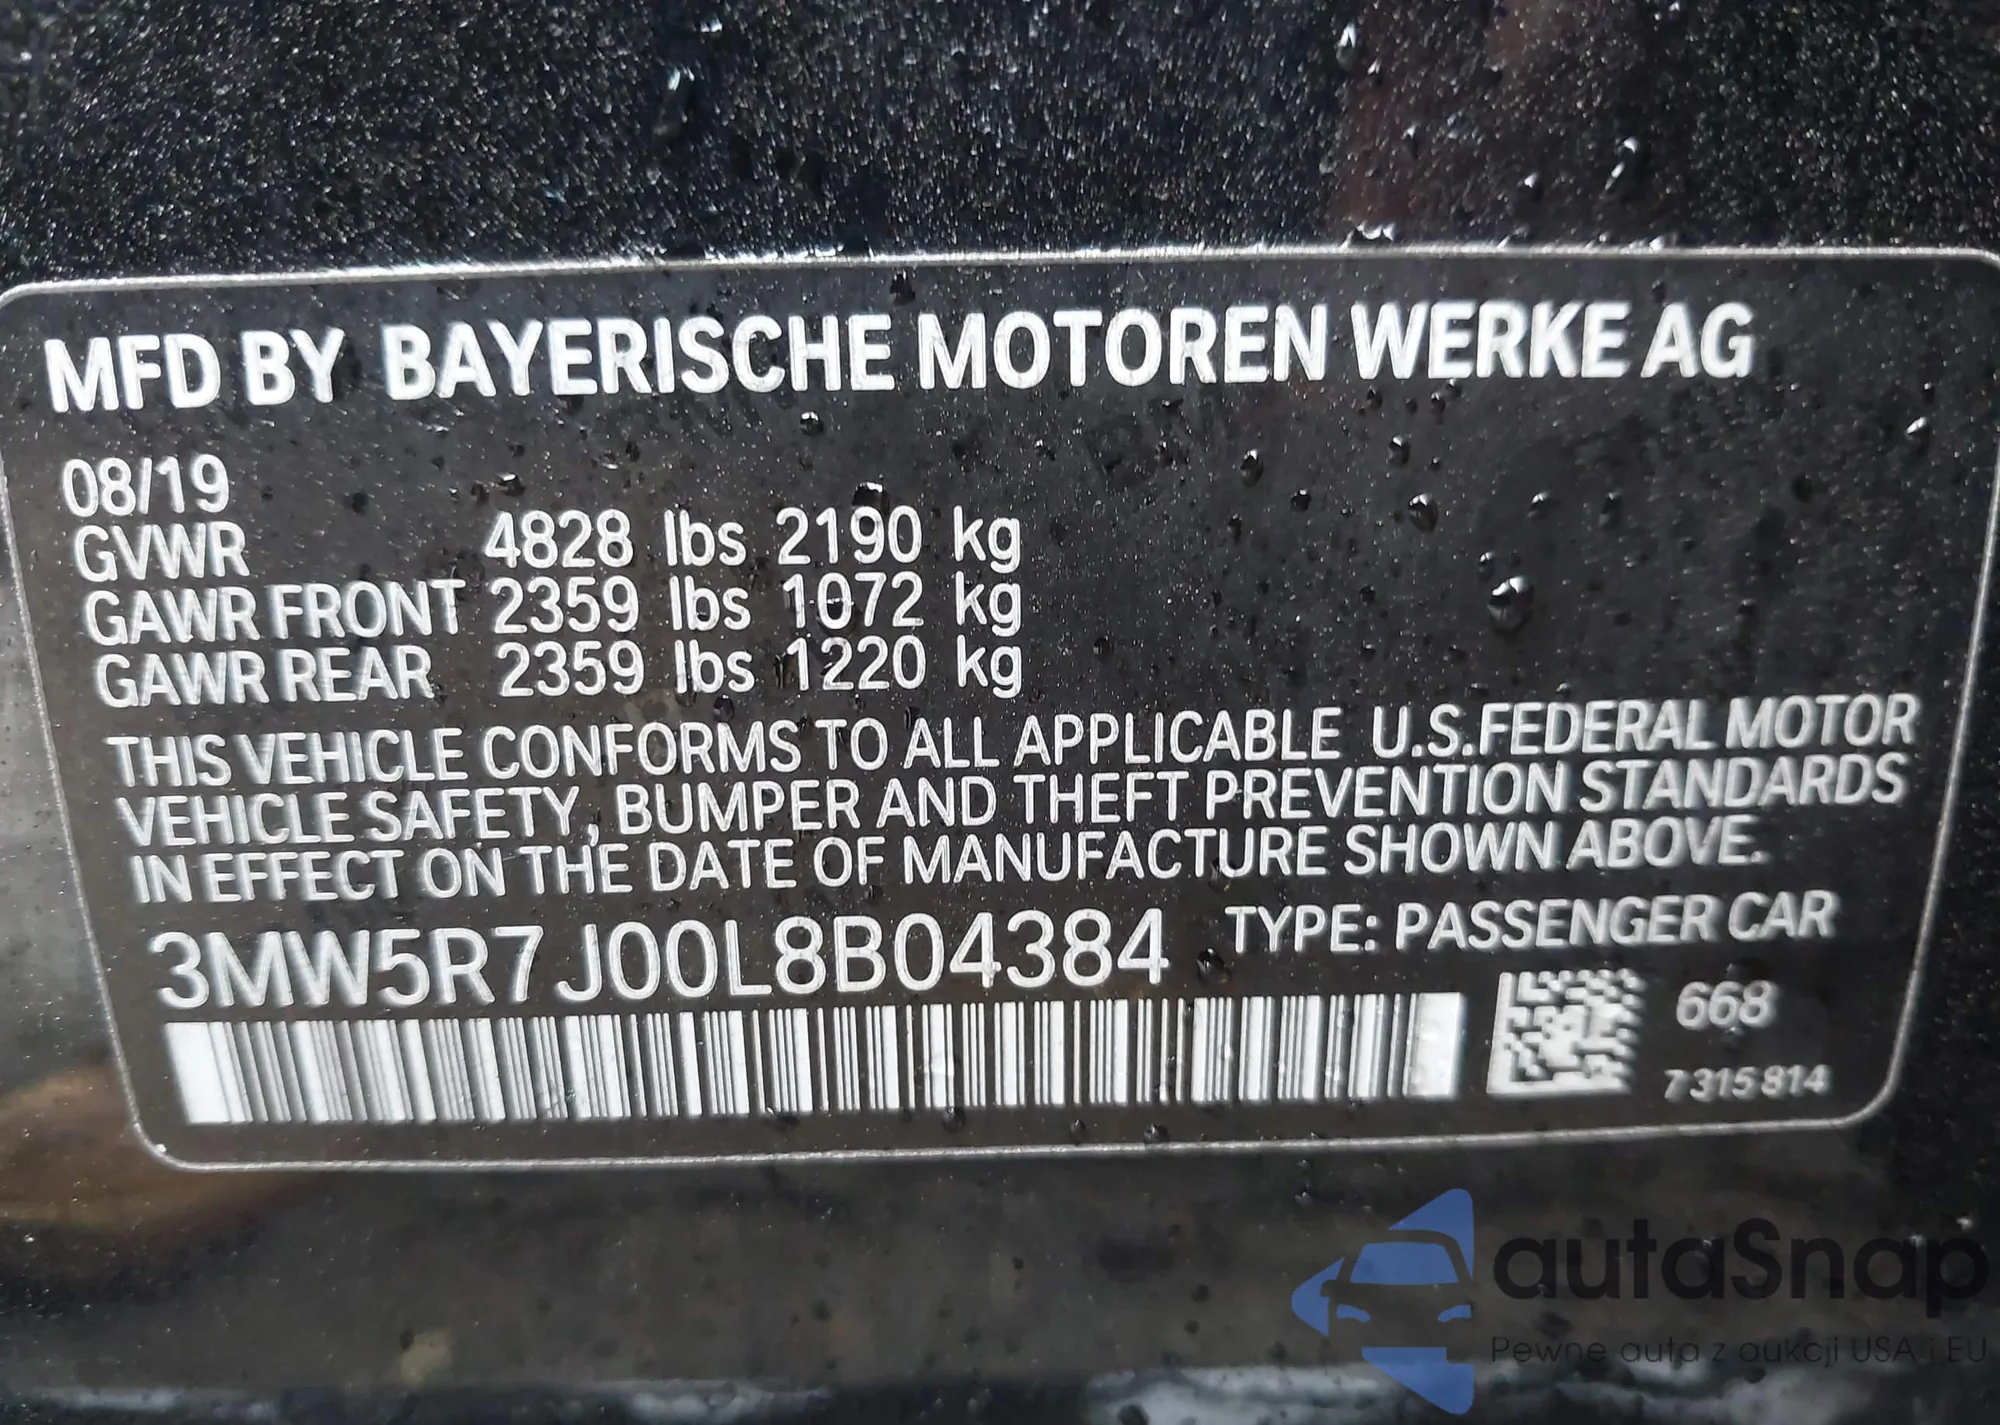 MFD BY BAYERISCHE MOTOREN WERKE AG
08/19
GVWR 4828 lbs 2190 kg
GAWR FRONT 2359 lbs 1072 kg
GAWR REAR 2359 lbs 1220 kg
THIS VEHICLE CONFORMS TO ALL APPLICABLE U.S.FEDERAL MOTOR
VEHICLE SAFETY, BUMPER AND THEFT PREVENTION STANDARDS
IN EFFECT ON THE DATE OF MANUFACTURE SHOWN ABOVE.
3MW5R7J00L8B04384 TYPE: PASSENGER CAR
668
7315814
autaSnap
Pewne auta z aukcji USA i EU